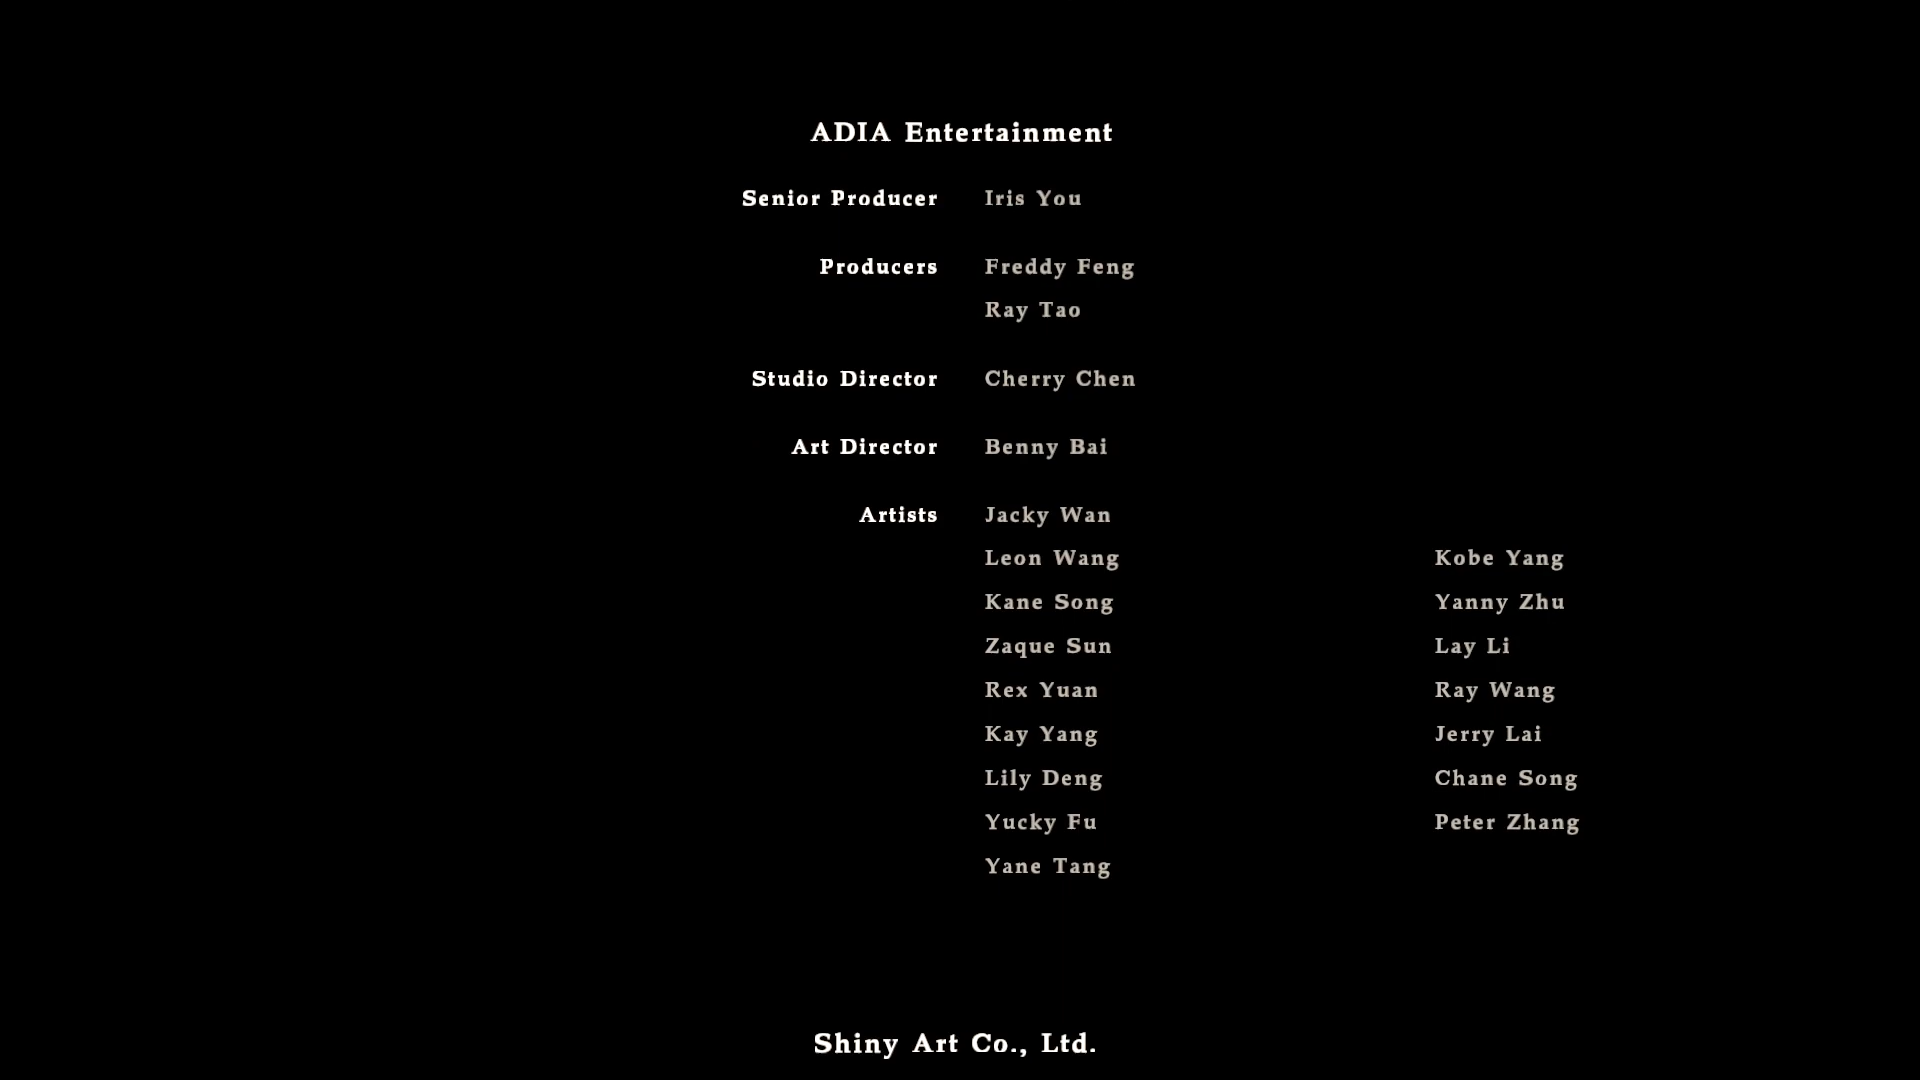 ADIA Entertainment
Senior Producer Iris You
Producers Freddy Feng
Ray Tao
Studio Director Cherry Chen
Art Director Benny Bai
Artists Jacky Wan
Leon Wang Kobe Yang
Kane Song Yanny Zhu
Zaque Sun Lay Li
Rex Yuan Ray Wang
Kay Yang Jerry Lai
Lily Deng Chane Song
Yucky Fu Peter Zhang
Yane Tang
Shiny Art Co., Ltd.